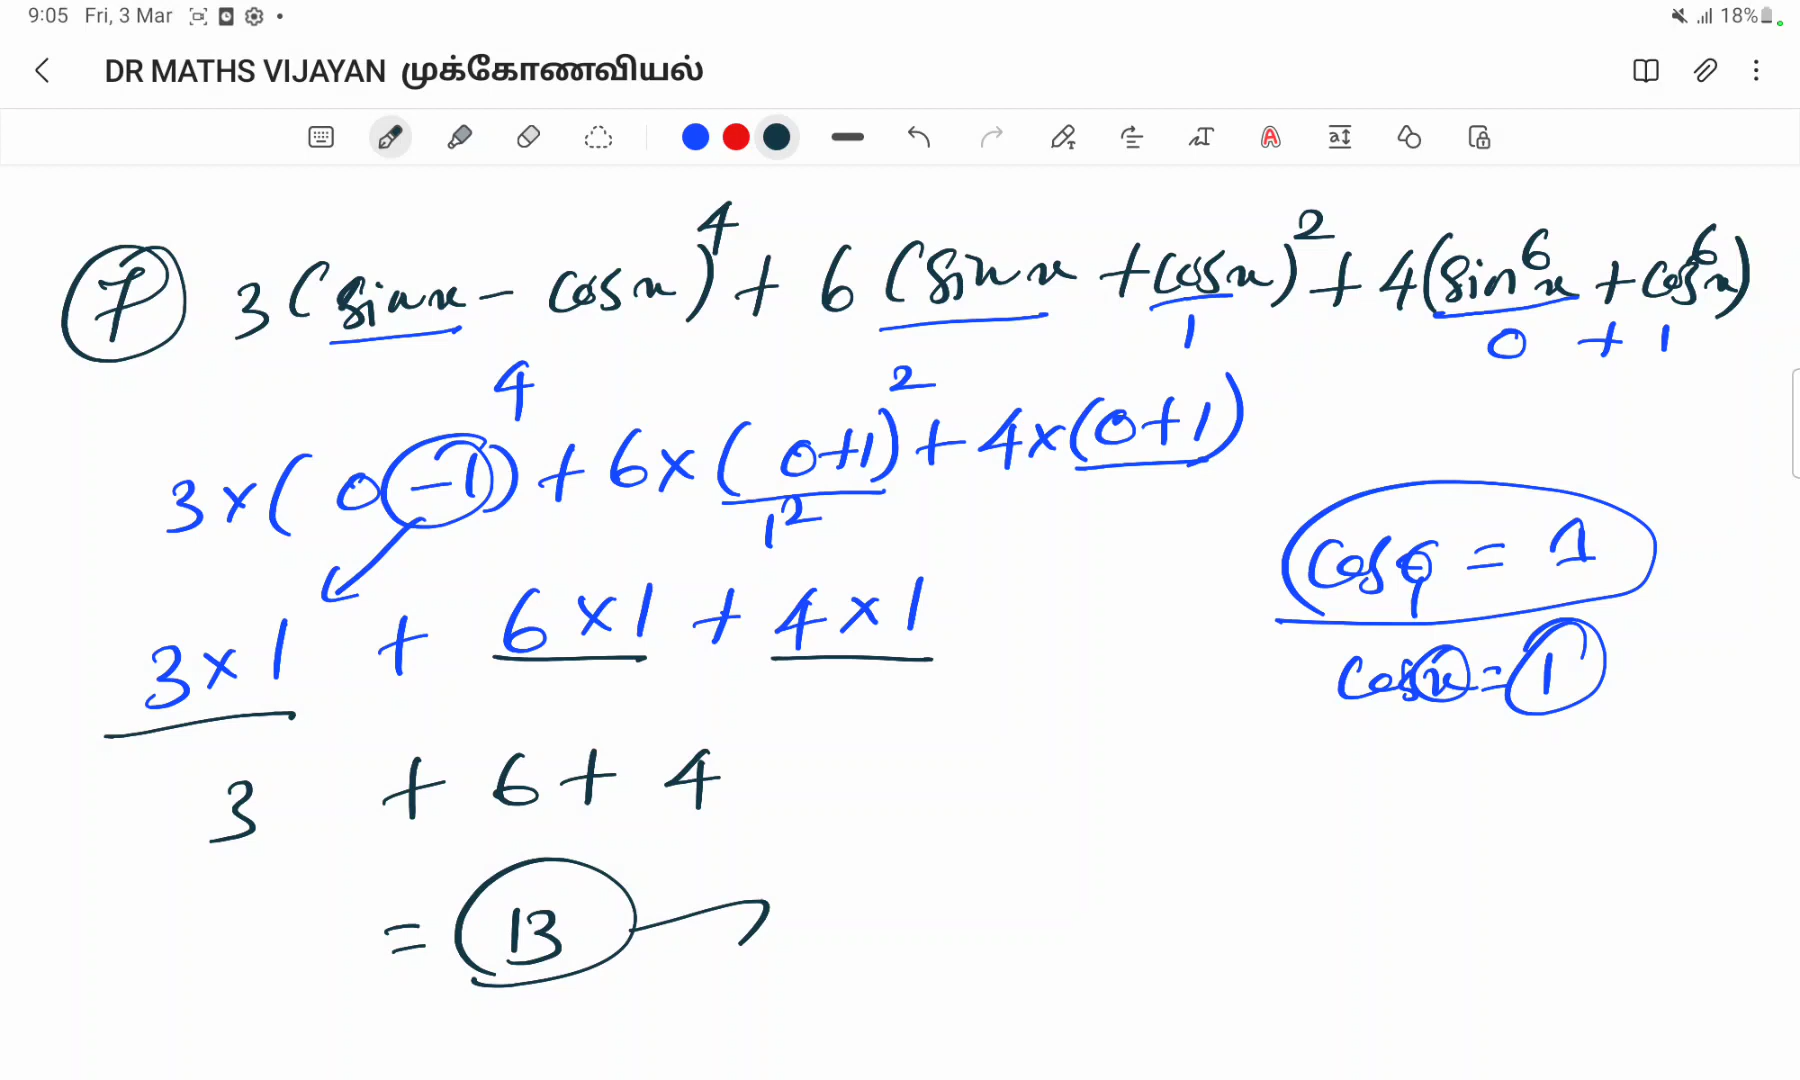 9:05 Fri, 3 Mar 18%
DR MATHS VIJAYAN முக்கோணவியல்
7 3(sinx - cosx)⁴ + 6(sinx + cosx)² + 4(sin⁶x + cos⁶x)
1 0 + 1
3×(0-1)⁴ + 6×(0+1)² + 4×(0+1)
1²
cos = 1
3×1 + 6×1 + 4×1
cosx = 1
3 + 6 + 4
= 13